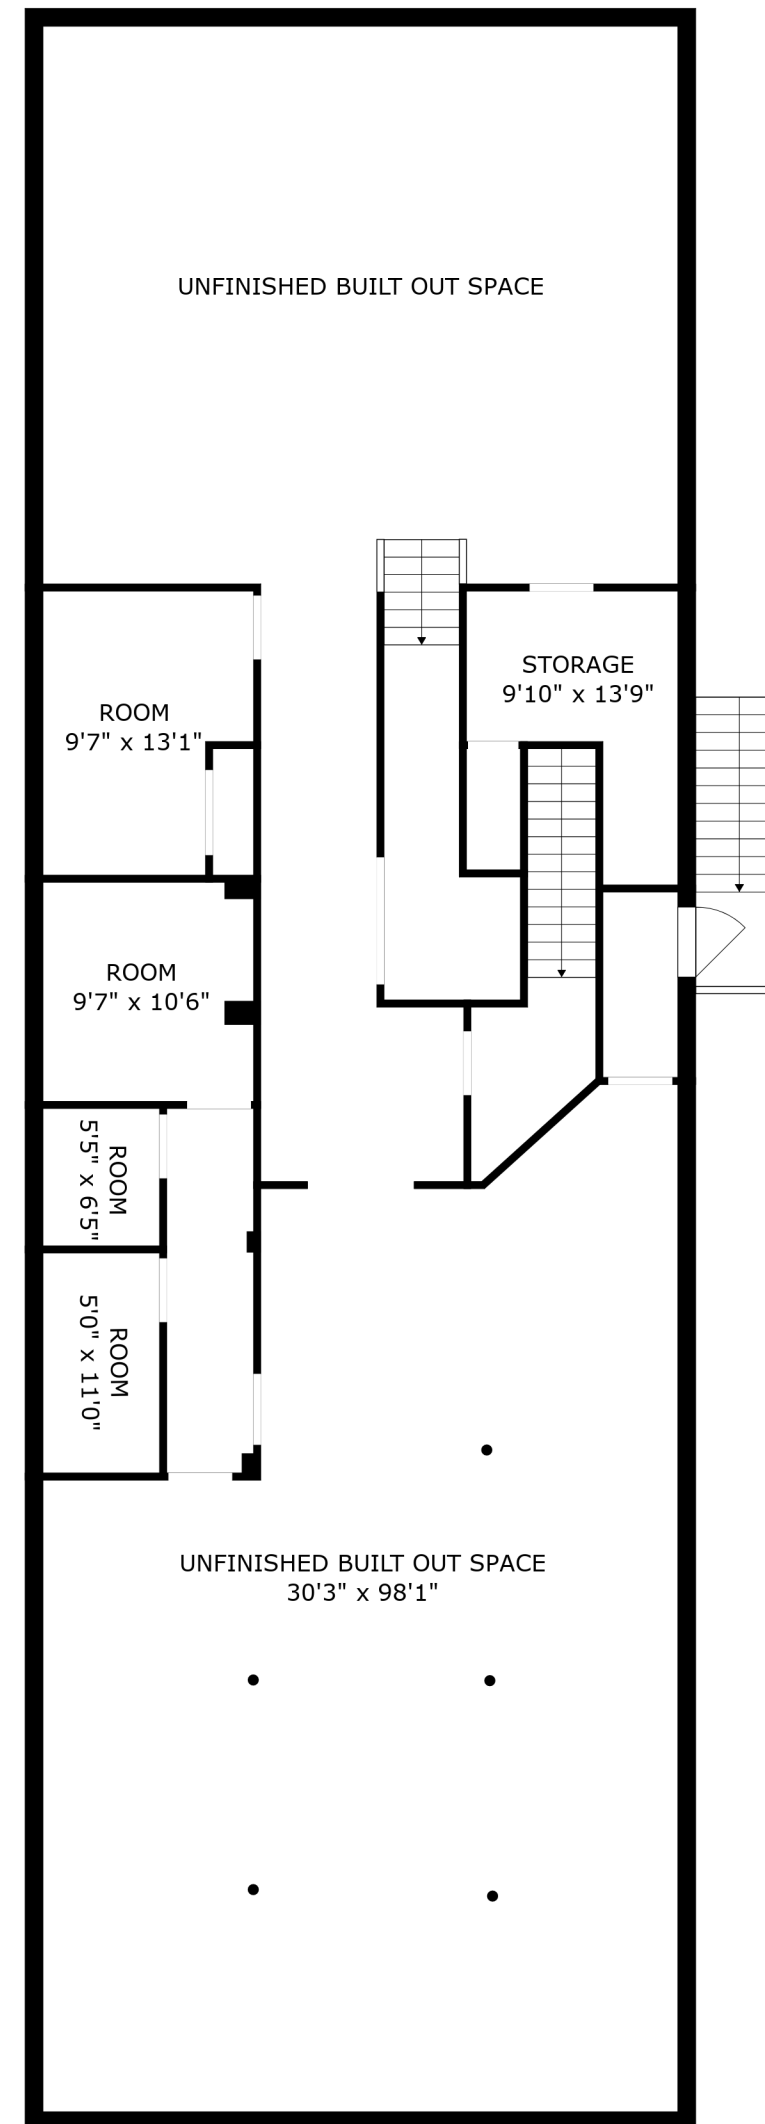 UNFINISHED BUILT OUT SPACE
STORAGE
9'10" x 13'9"
ROOM
9'7" x 13'1"
ROOM
9'7" x 10'6"
ROOM
5'5" x 6'5"
ROOM
5'0" x 11'0"
UNFINISHED BUILT OUT SPACE
30'3" x 98'1"